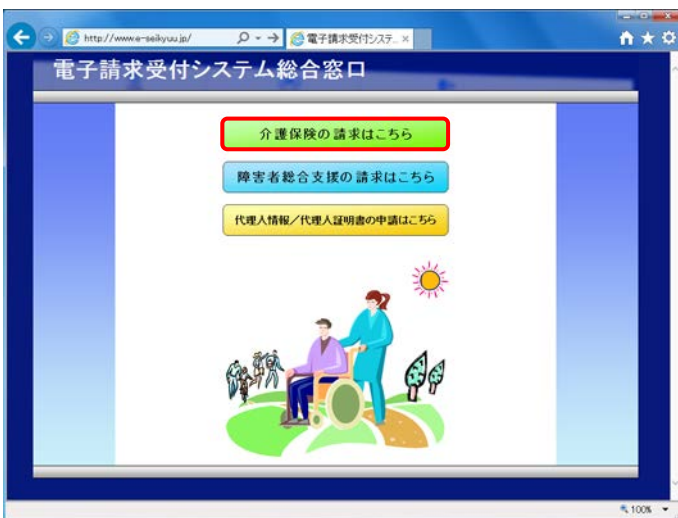 http://www.e-seikyuu.jp/
電子請求受付システ...
電子請求受付システム総合窓口
介護保険の請求はこちら
障害者総合支援の請求はこちら
代理人情報／代理人証明書の申請はこちら
100%